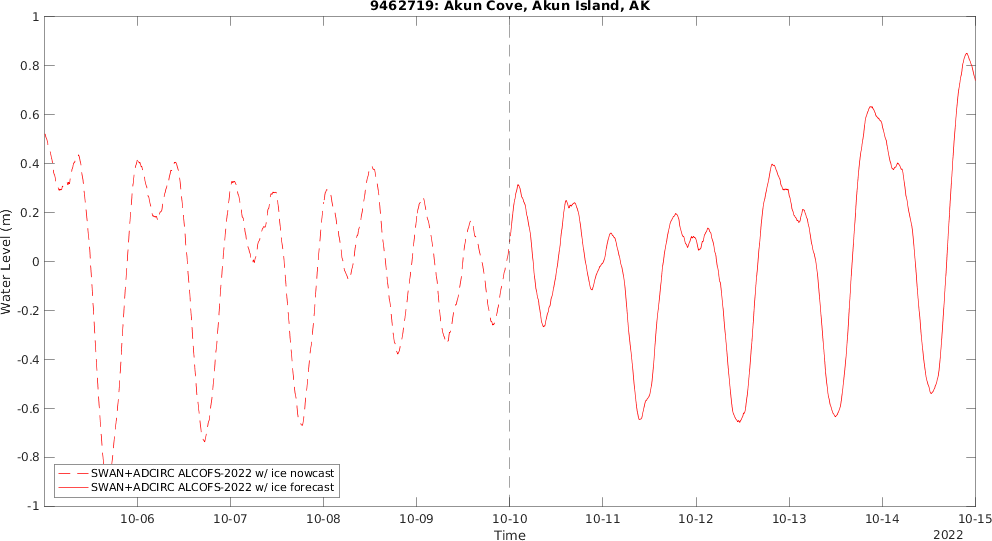 9462719: Akun Cove, Akun Island, AK
1
0.8
0.6
0.4
0.2
0
-0.2
-0.4
-0.6
-0.8
-1
Water Level (m)
SWAN+ADCIRC ALCOFS-2022 w/ ice nowcast
SWAN+ADCIRC ALCOFS-2022 w/ ice forecast
10-06 10-07 10-08 10-09 10-10 10-11 10-12 10-13 10-14 10-15
Time
2022